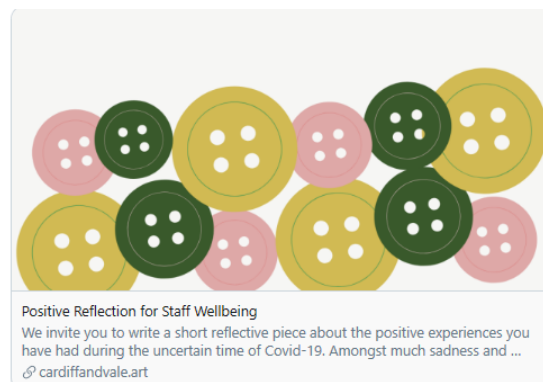 Positive Reflection for Staff Wellbeing
We invite you to write a short reflective piece about the positive experiences you
have had during the uncertain time of Covid-19. Amongst much sadness and ...
cardiffandvale.art